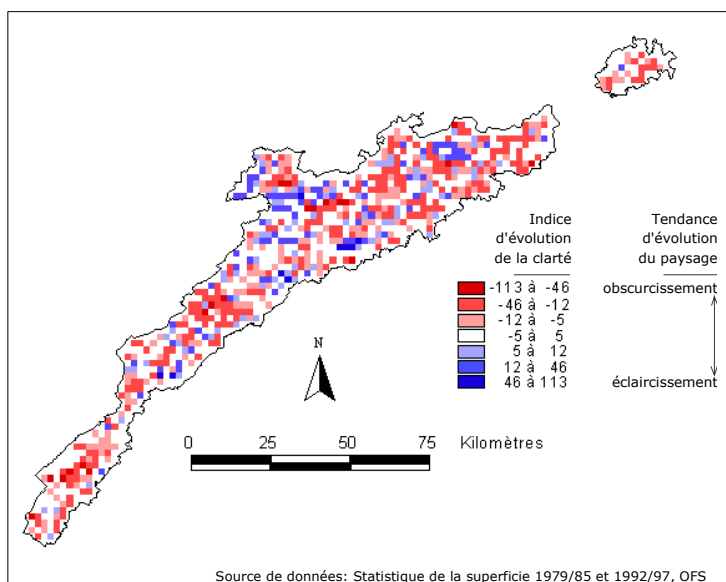 Indice
d'évolution
de la clarté
Tendance
d'évolution
du paysage
-113 à -46
-46 à -12
-12 à -5
-5 à 5
5 à 12
12 à 46
46 à 113
obscurcissement
éclaircissement
N
0 25 50 75 Kilomètres
Source de données: Statistique de la superficie 1979/85 et 1992/97, OFS